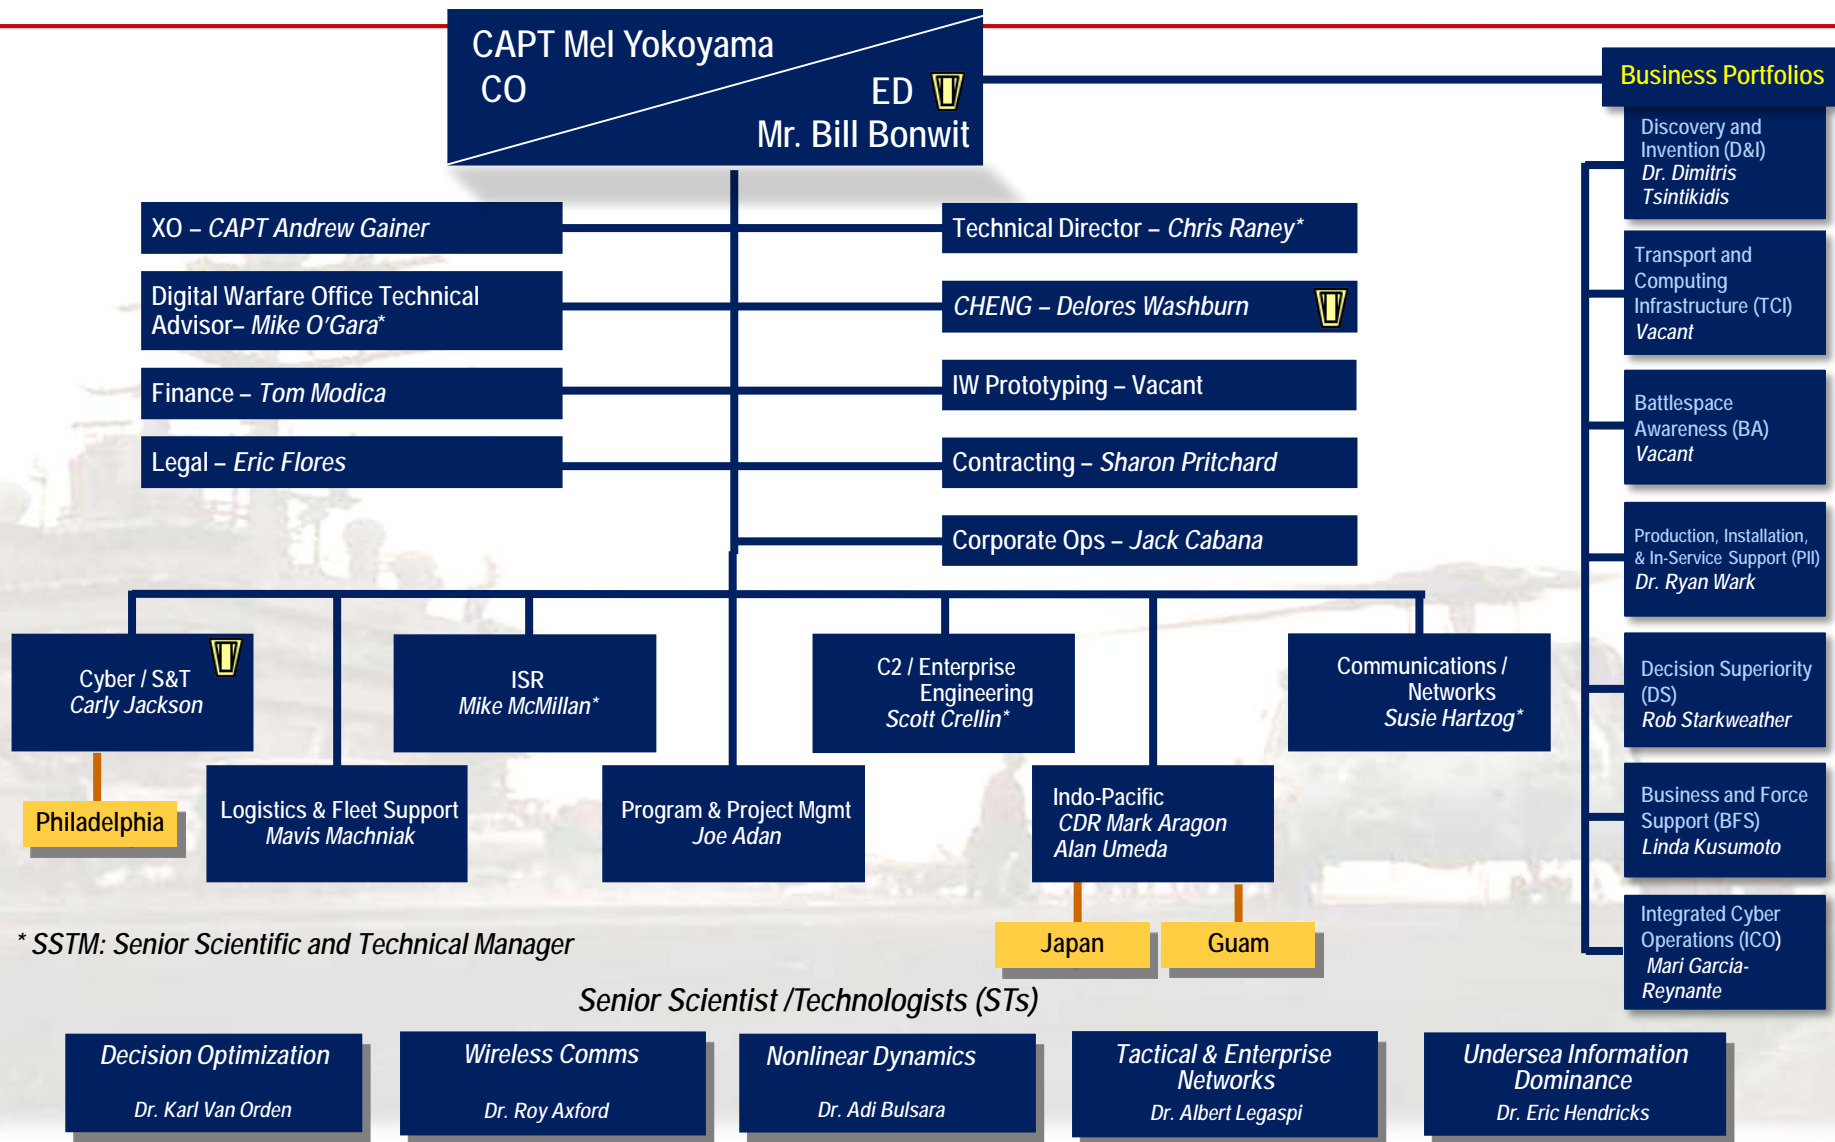 CAPT Mel Yokoyama
CO
ED
Mr. Bill Bonwit
Business Portfolios
Discovery and
Invention (D&I)
Dr. Dimitris
Tsintikidis
Transport and
Computing
Infrastructure (TCI)
Vacant
Battlespace
Awareness (BA)
Vacant
Production, Installation,
& In-Service Support (PII)
Dr. Ryan Wark
Decision Superiority
(DS)
Rob Starkweather
Business and Force
Support (BFS)
Linda Kusumoto
Integrated Cyber
Operations (ICO)
Mari Garcia-
Reynante
XO – CAPT Andrew Gainer
Technical Director – Chris Raney*
Digital Warfare Office Technical
Advisor– Mike O’Gara*
CHENG – Delores Washburn
Finance – Tom Modica
IW Prototyping – Vacant
Legal – Eric Flores
Contracting – Sharon Pritchard
Corporate Ops – Jack Cabana
Cyber / S&T
Carly Jackson
ISR
Mike McMillan*
C2 / Enterprise
Engineering
Scott Crellin*
Communications /
Networks
Susie Hartzog*
Philadelphia
Logistics & Fleet Support
Mavis Machniak
Program & Project Mgmt
Joe Adan
Indo-Pacific
CDR Mark Aragon
Alan Umeda
Japan
Guam
* SSTM: Senior Scientific and Technical Manager
Senior Scientist /Technologists (STs)
Decision Optimization
Dr. Karl Van Orden
Wireless Comms
Dr. Roy Axford
Nonlinear Dynamics
Dr. Adi Bulsara
Tactical & Enterprise
Networks
Dr. Albert Legaspi
Undersea Information
Dominance
Dr. Eric Hendricks